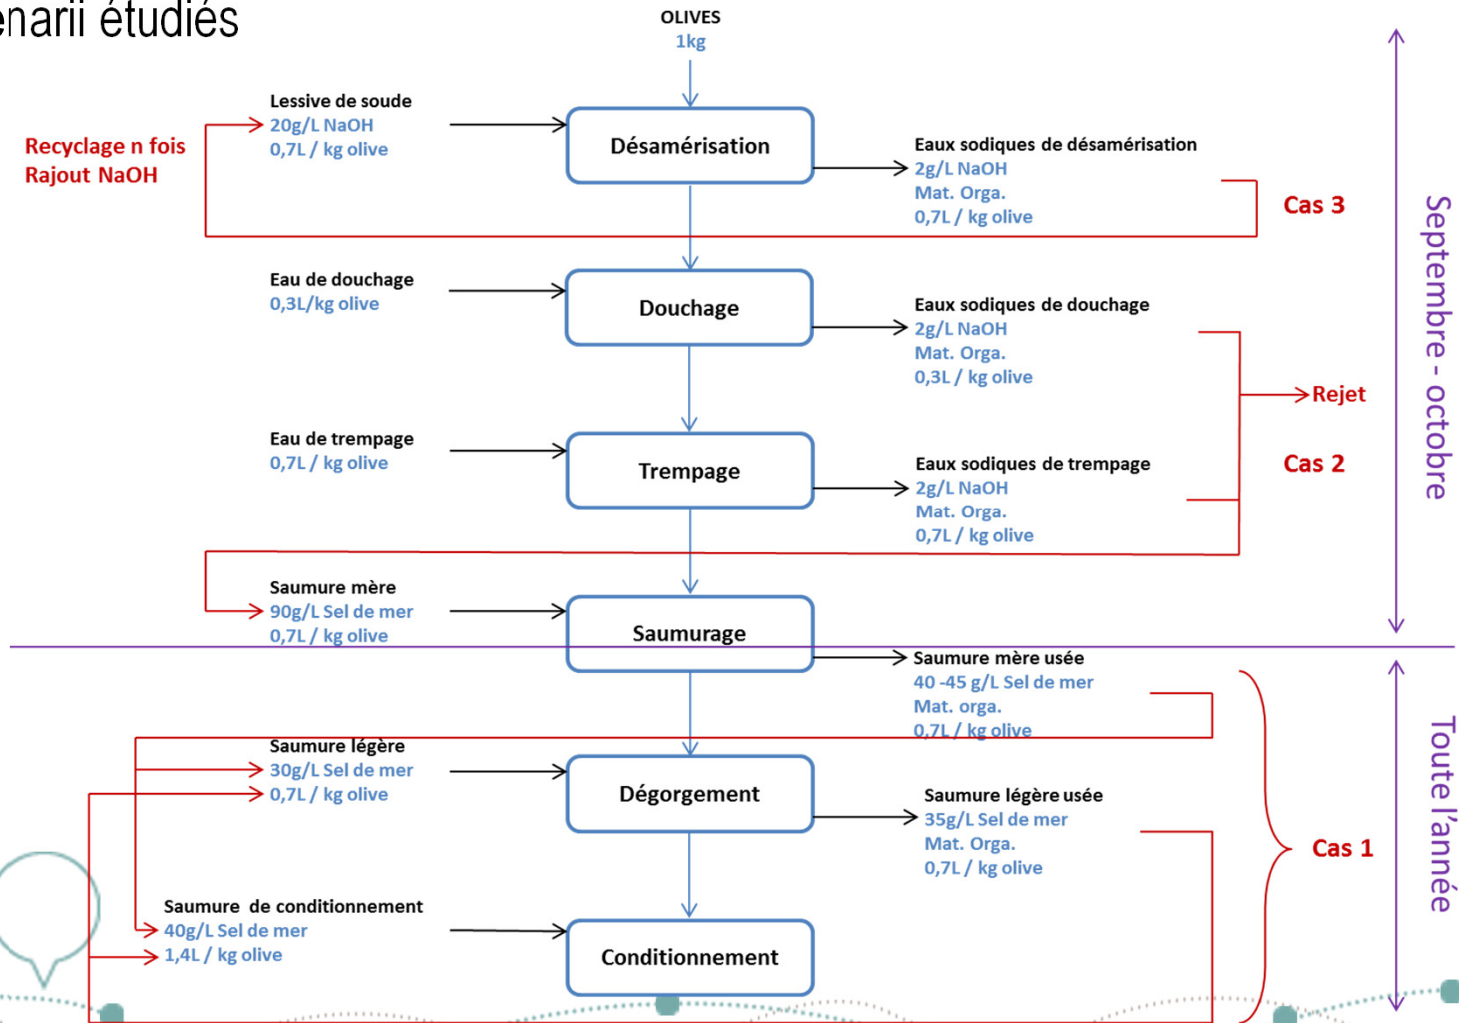 enarii étudiés
OLIVES
1kg
Lessive de soude
20g/L NaOH
0,7L / kg olive
Recyclage n fois
Rajout NaOH
Désamérisation
Eaux sodiques de désamérisation
2g/L NaOH
Mat. Orga.
0,7L / kg olive
Cas 3
Eau de douchage
0,3L/kg olive
Douchage
Eaux sodiques de douchage
2g/L NaOH
Mat. Orga.
0,3L / kg olive
Rejet
Eau de trempage
0,7L / kg olive
Trempage
Eaux sodiques de trempage
2g/L NaOH
Mat. Orga.
0,7L / kg olive
Cas 2
Septembre - octobre
Saumure mère
90g/L Sel de mer
0,7L / kg olive
Saumurage
Saumure mère usée
40 -45 g/L Sel de mer
Mat. orga.
0,7L / kg olive
Saumure légère
30g/L Sel de mer
0,7L / kg olive
Dégorgement
Saumure légère usée
35g/L Sel de mer
Mat. Orga.
0,7L / kg olive
Cas 1
Toute l'année
Saumure de conditionnement
40g/L Sel de mer
1,4L / kg olive
Conditionnement